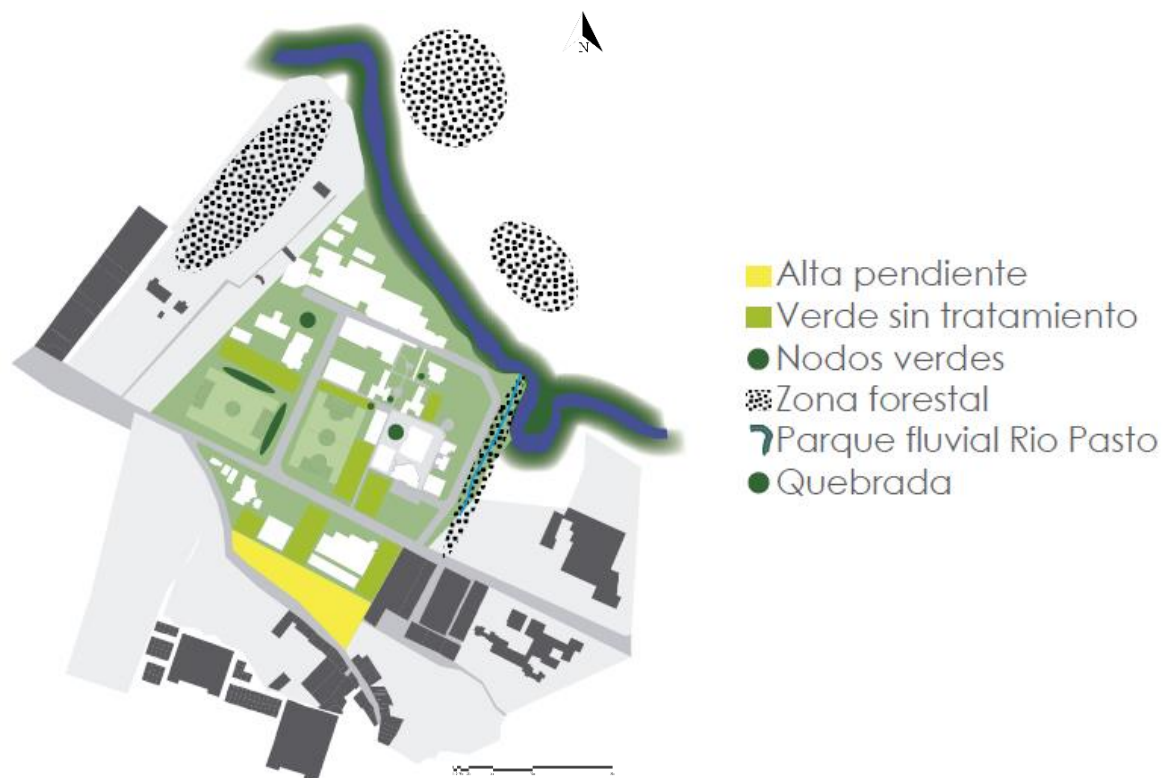 N
Alta pendiente
Verde sin tratamiento
Nodos verdes
Zona forestal
Parque fluvial Rio Pasto
Quebrada